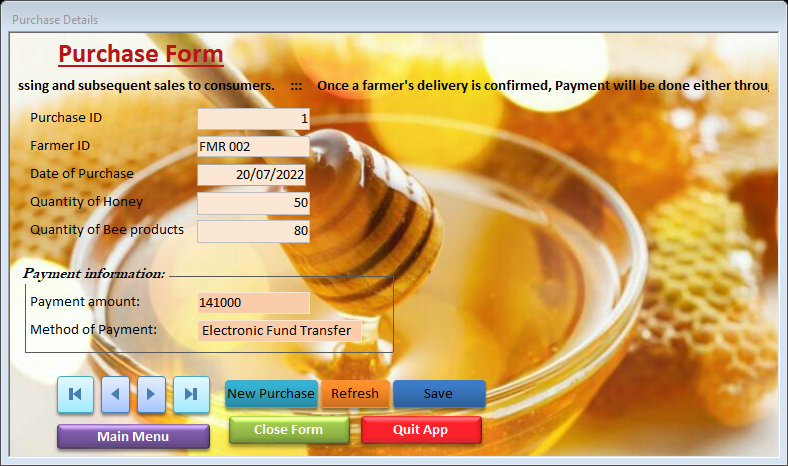 Purchase Details
Purchase Form
ssing and subsequent sales to consumers. ::: Once a farmer's delivery is confirmed, Payment will be done either throu
Purchase ID 1
Farmer ID FMR 002
Date of Purchase 20/07/2022
Quantity of Honey 50
Quantity of Bee products 80
Payment information:
Payment amount: 141000
Method of Payment: Electronic Fund Transfer
New Purchase Refresh Save
Main Menu Close Form Quit App